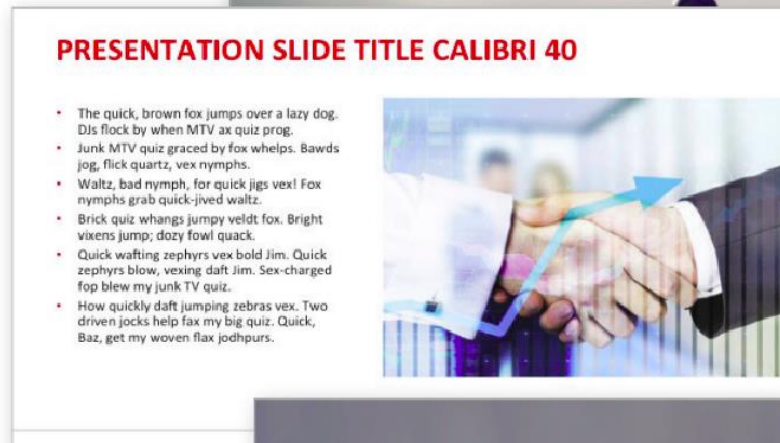 PRESENTATION SLIDE TITLE CALIBRI 40
• The quick, brown fox jumps over a lazy dog.
DJs flock by when MTV ax quiz prog.
• Junk MTV quiz graced by fox whelps. Bawds
jog, flick quartz, vex nymphs.
• Waltz, bad nymph, for quick jigs vex! Fox
nymphs grab quick-jived waltz.
• Brick quiz whangs jumpy veldt fox. Bright
vixens jump; dozy fowl quack.
• Quick wafting zephyrs vex bold Jim. Quick
zephyrs blow, vexing daft Jim. Sex-charged
fop blew my junk TV quiz.
• How quickly daft jumping zebras vex. Two
driven jocks help fax my big quiz. Quick,
Baz, get my woven flax jodhpurs.